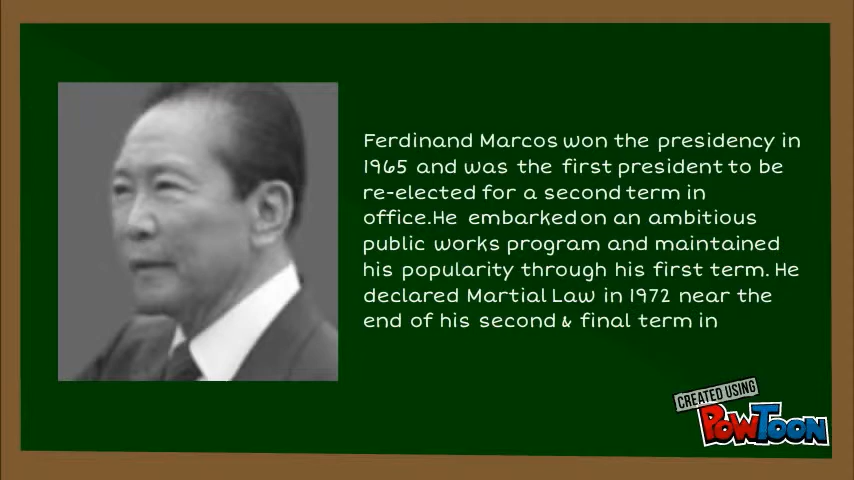 Ferdinand Marcos won the presidency in
1965 and was the first president to be
re-elected for a second term in
office.He embarked on an ambitious
public works program and maintained
his popularity through his first term. He
declared Martial Law in 1972 near the
end of his second & final term in
CREATED USING
POWTOON